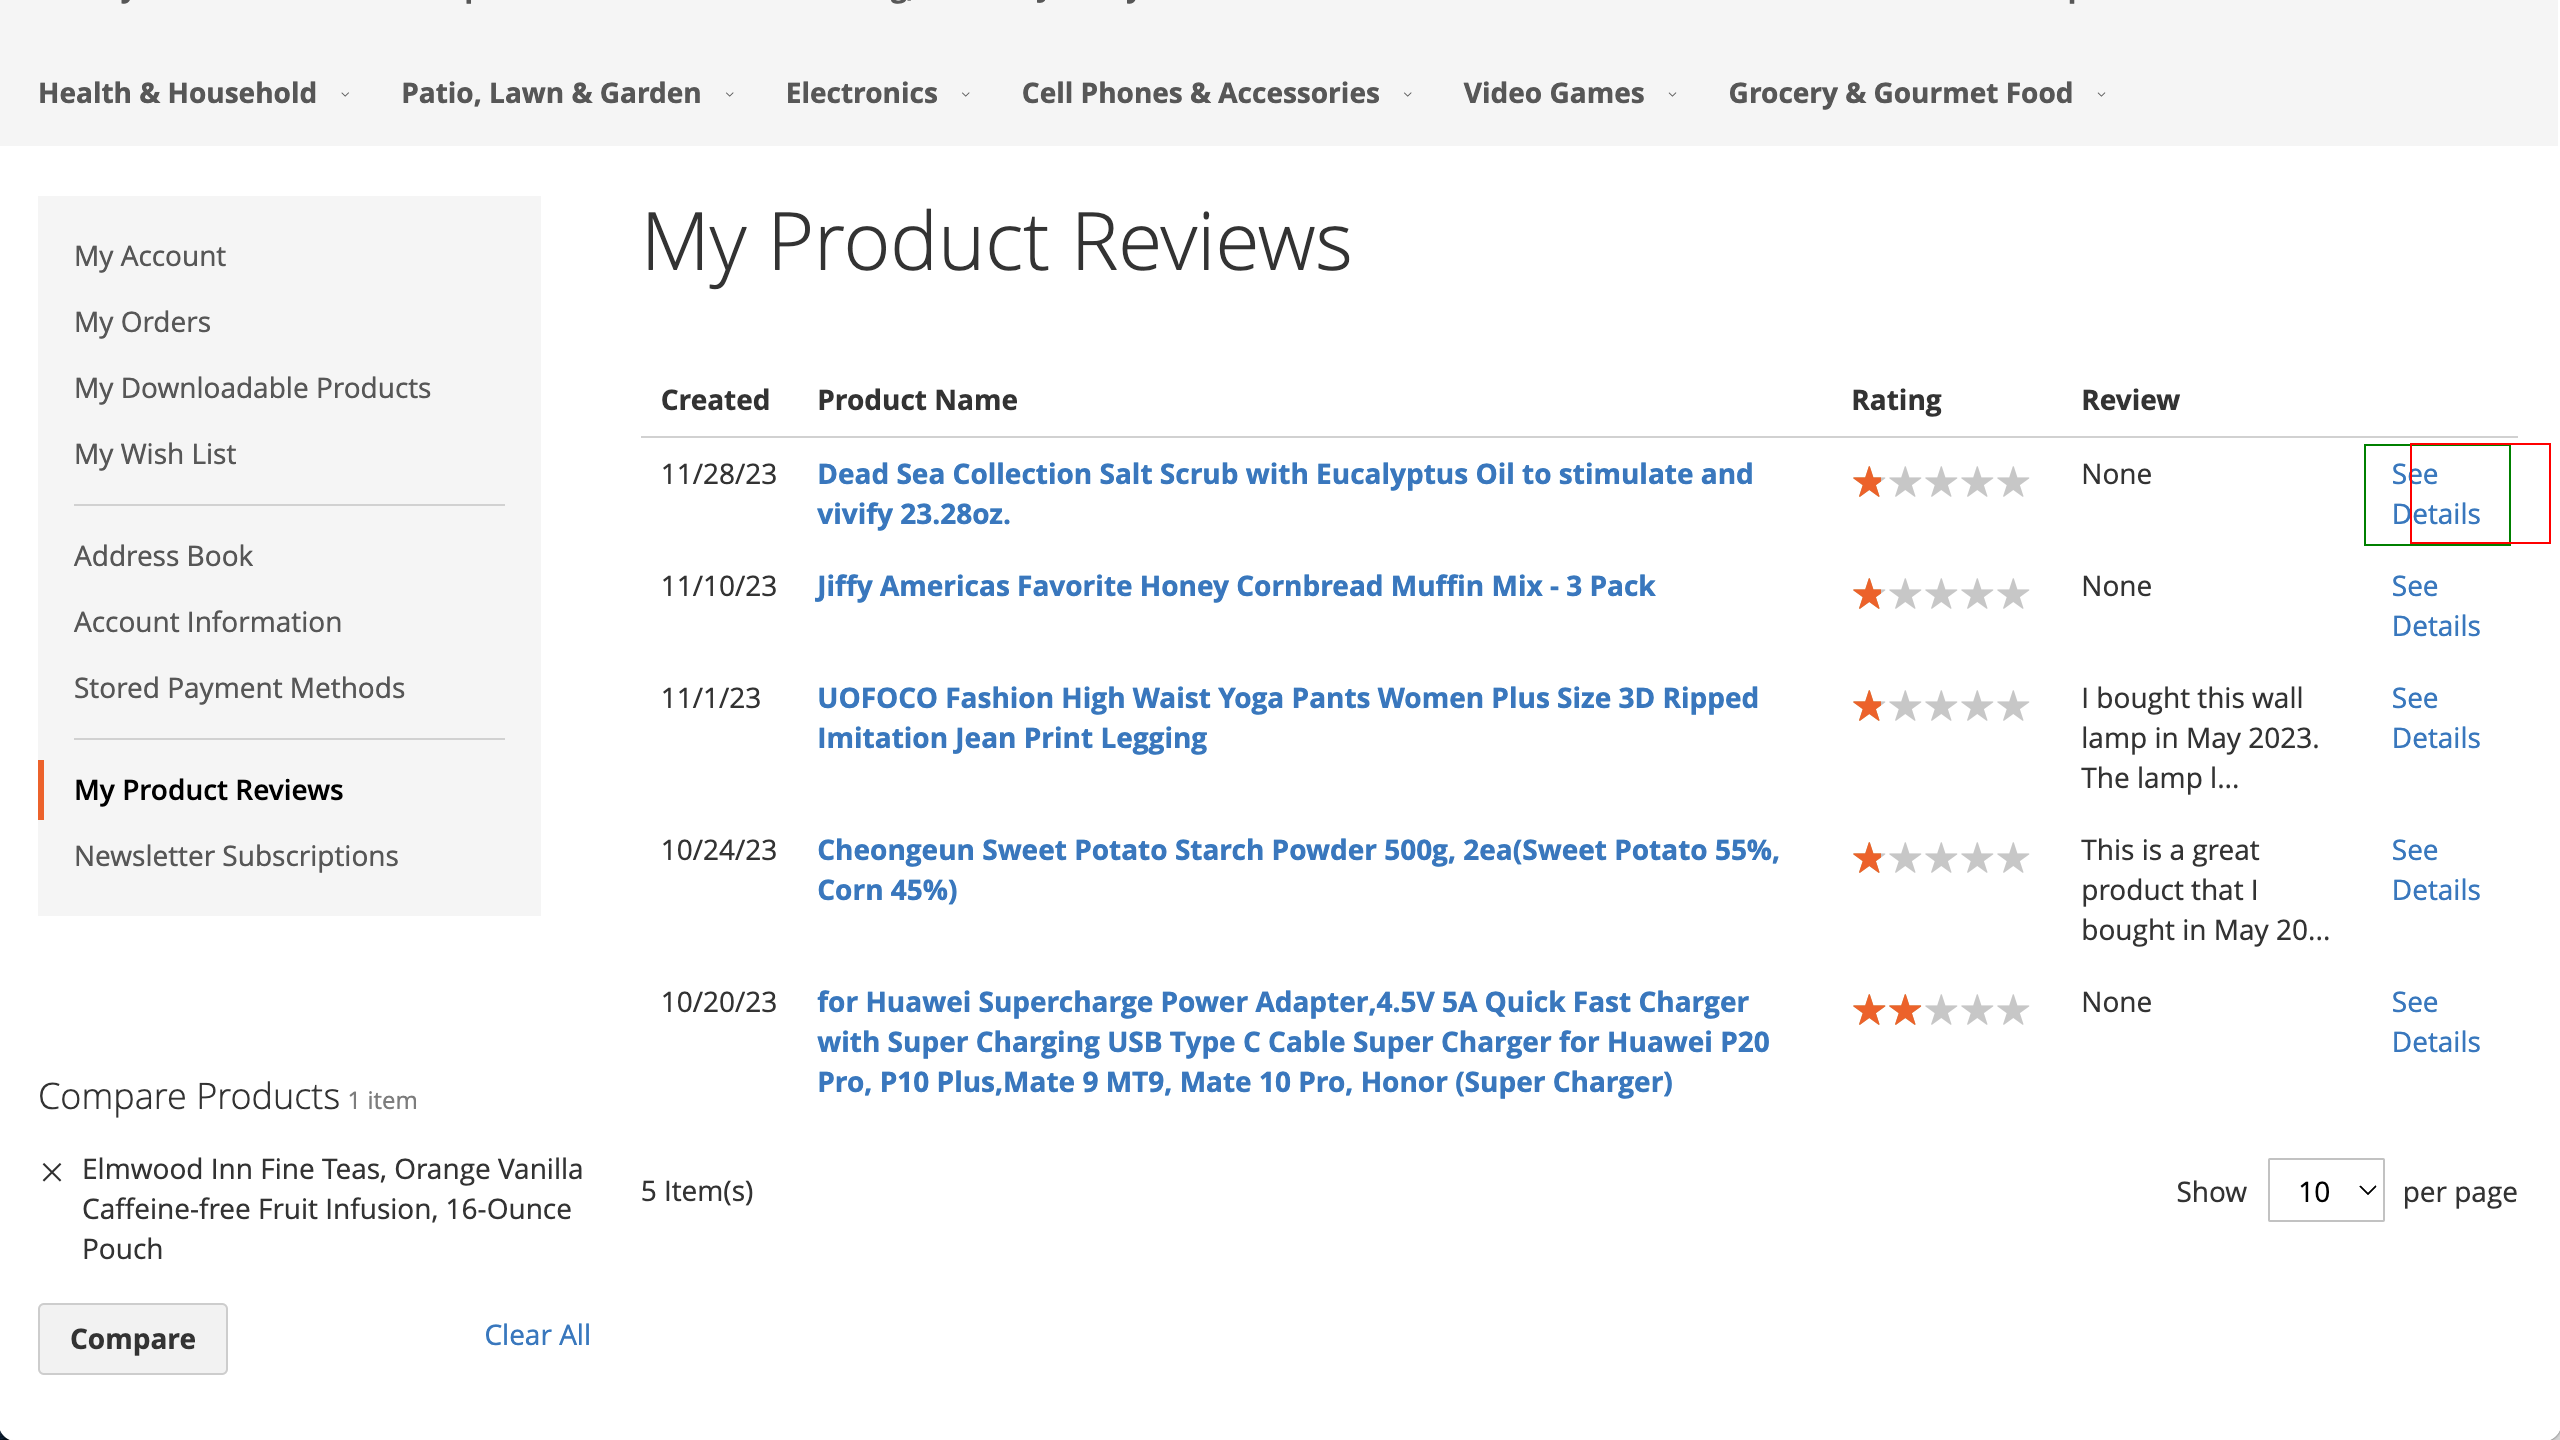 Health & Household
Patio, Lawn & Garden
Electronics
Cell Phones & Accessories
Video Games
Grocery & Gourmet Food
My Account
My Orders
My Downloadable Products
My Wish List
Address Book
Account Information
Stored Payment Methods
My Product Reviews
Newsletter Subscriptions
Compare Products 1 item
Elmwood Inn Fine Teas, Orange Vanilla
Caffeine-free Fruit Infusion, 16-Ounce
Pouch
Compare
Clear All
My Product Reviews
Created
Product Name
Rating
Review
11/28/23
Dead Sea Collection Salt Scrub with Eucalyptus Oil to stimulate and
vivify 23.28oz.
None
See
Details
11/10/23
Jiffy Americas Favorite Honey Cornbread Muffin Mix - 3 Pack
None
See
Details
11/1/23
UOFOCO Fashion High Waist Yoga Pants Women Plus Size 3D Ripped
Imitation Jean Print Legging
I bought this wall
lamp in May 2023.
The lamp l...
See
Details
10/24/23
Cheongeun Sweet Potato Starch Powder 500g, 2ea(Sweet Potato 55%,
Corn 45%)
This is a great
product that I
bought in May 20...
See
Details
10/20/23
for Huawei Supercharge Power Adapter,4.5V 5A Quick Fast Charger
with Super Charging USB Type C Cable Super Charger for Huawei P20
Pro, P10 Plus,Mate 9 MT9, Mate 10 Pro, Honor (Super Charger)
None
See
Details
5 Item(s)
Show
10
per page